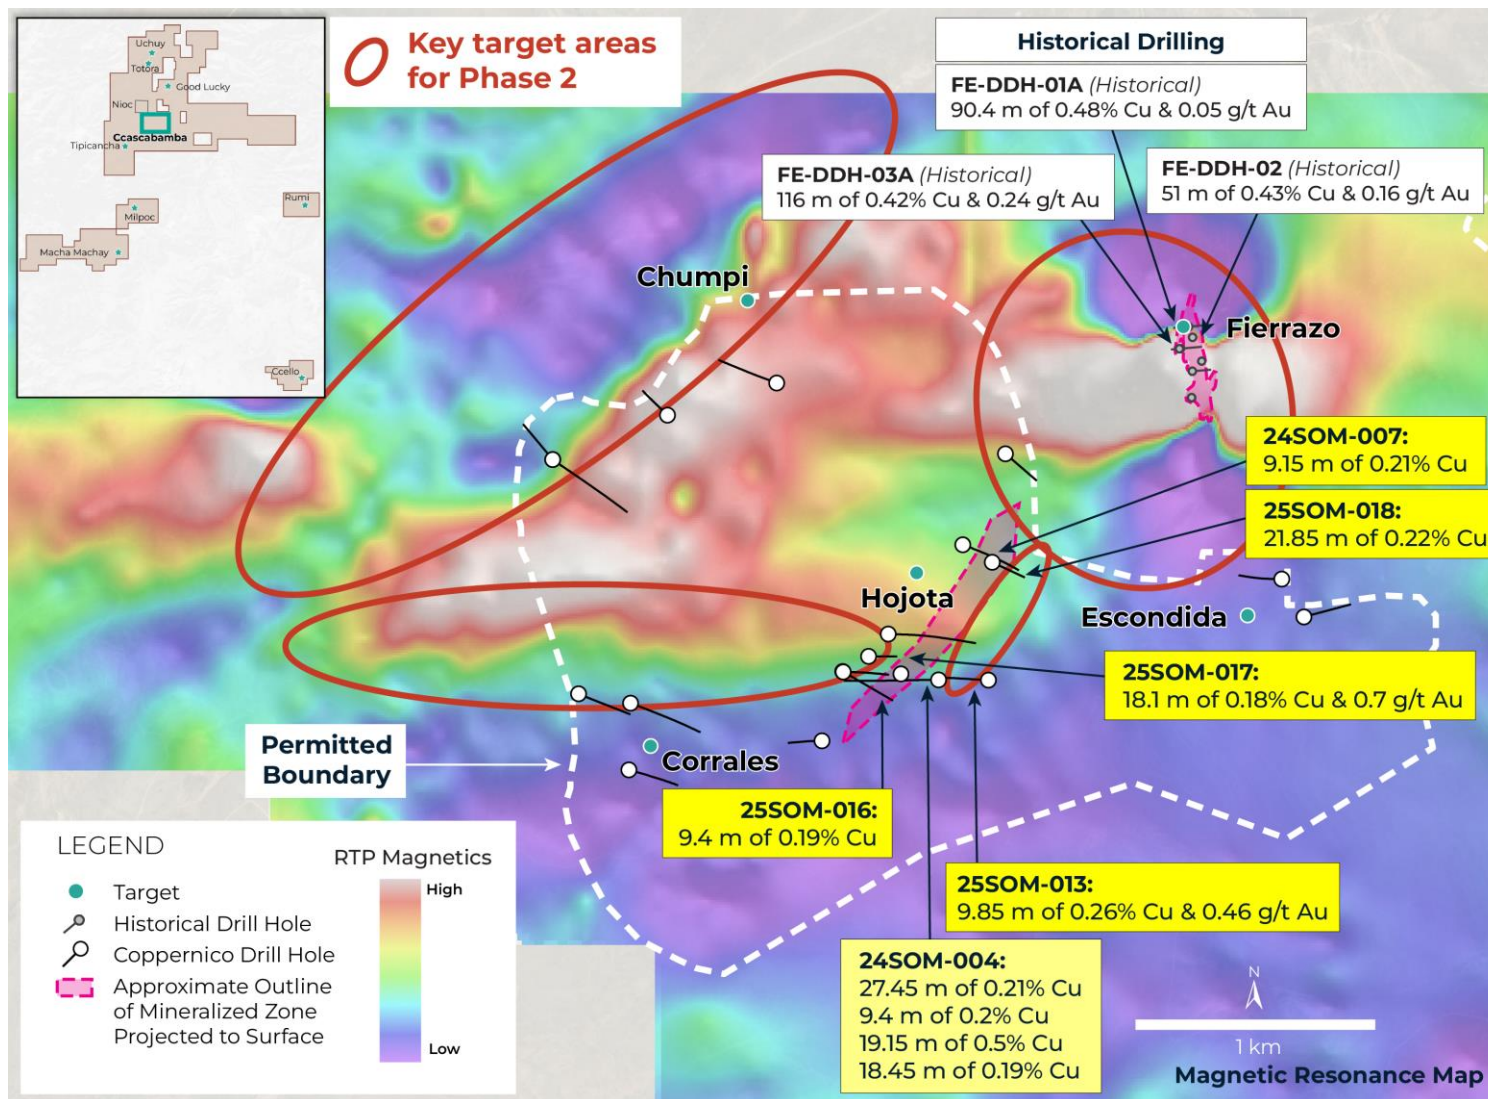 Uchuy
Totora
Good Lucky
Nioc
Ccascabamba
Tipicancha
Rumi
Milpoc
Macha Machay
Ccello
Key target areas
for Phase 2
Historical Drilling
FE-DDH-01A (Historical)
90.4 m of 0.48% Cu & 0.05 g/t Au
FE-DDH-03A (Historical)
116 m of 0.42% Cu & 0.24 g/t Au
FE-DDH-02 (Historical)
51 m of 0.43% Cu & 0.16 g/t Au
Chumpi
Fierrazo
24SOM-007:
9.15 m of 0.21% Cu
25SOM-018:
21.85 m of 0.22% Cu
Hojota
Escondida
25SOM-017:
18.1 m of 0.18% Cu & 0.7 g/t Au
Permitted
Boundary
Corrales
25SOM-016:
9.4 m of 0.19% Cu
25SOM-013:
9.85 m of 0.26% Cu & 0.46 g/t Au
24SOM-004:
27.45 m of 0.21% Cu
9.4 m of 0.2% Cu
19.15 m of 0.5% Cu
18.45 m of 0.19% Cu
LEGEND
Target
Historical Drill Hole
Coppernico Drill Hole
Approximate Outline
of Mineralized Zone
Projected to Surface
RTP Magnetics
High
Low
N
1 km
Magnetic Resonance Map